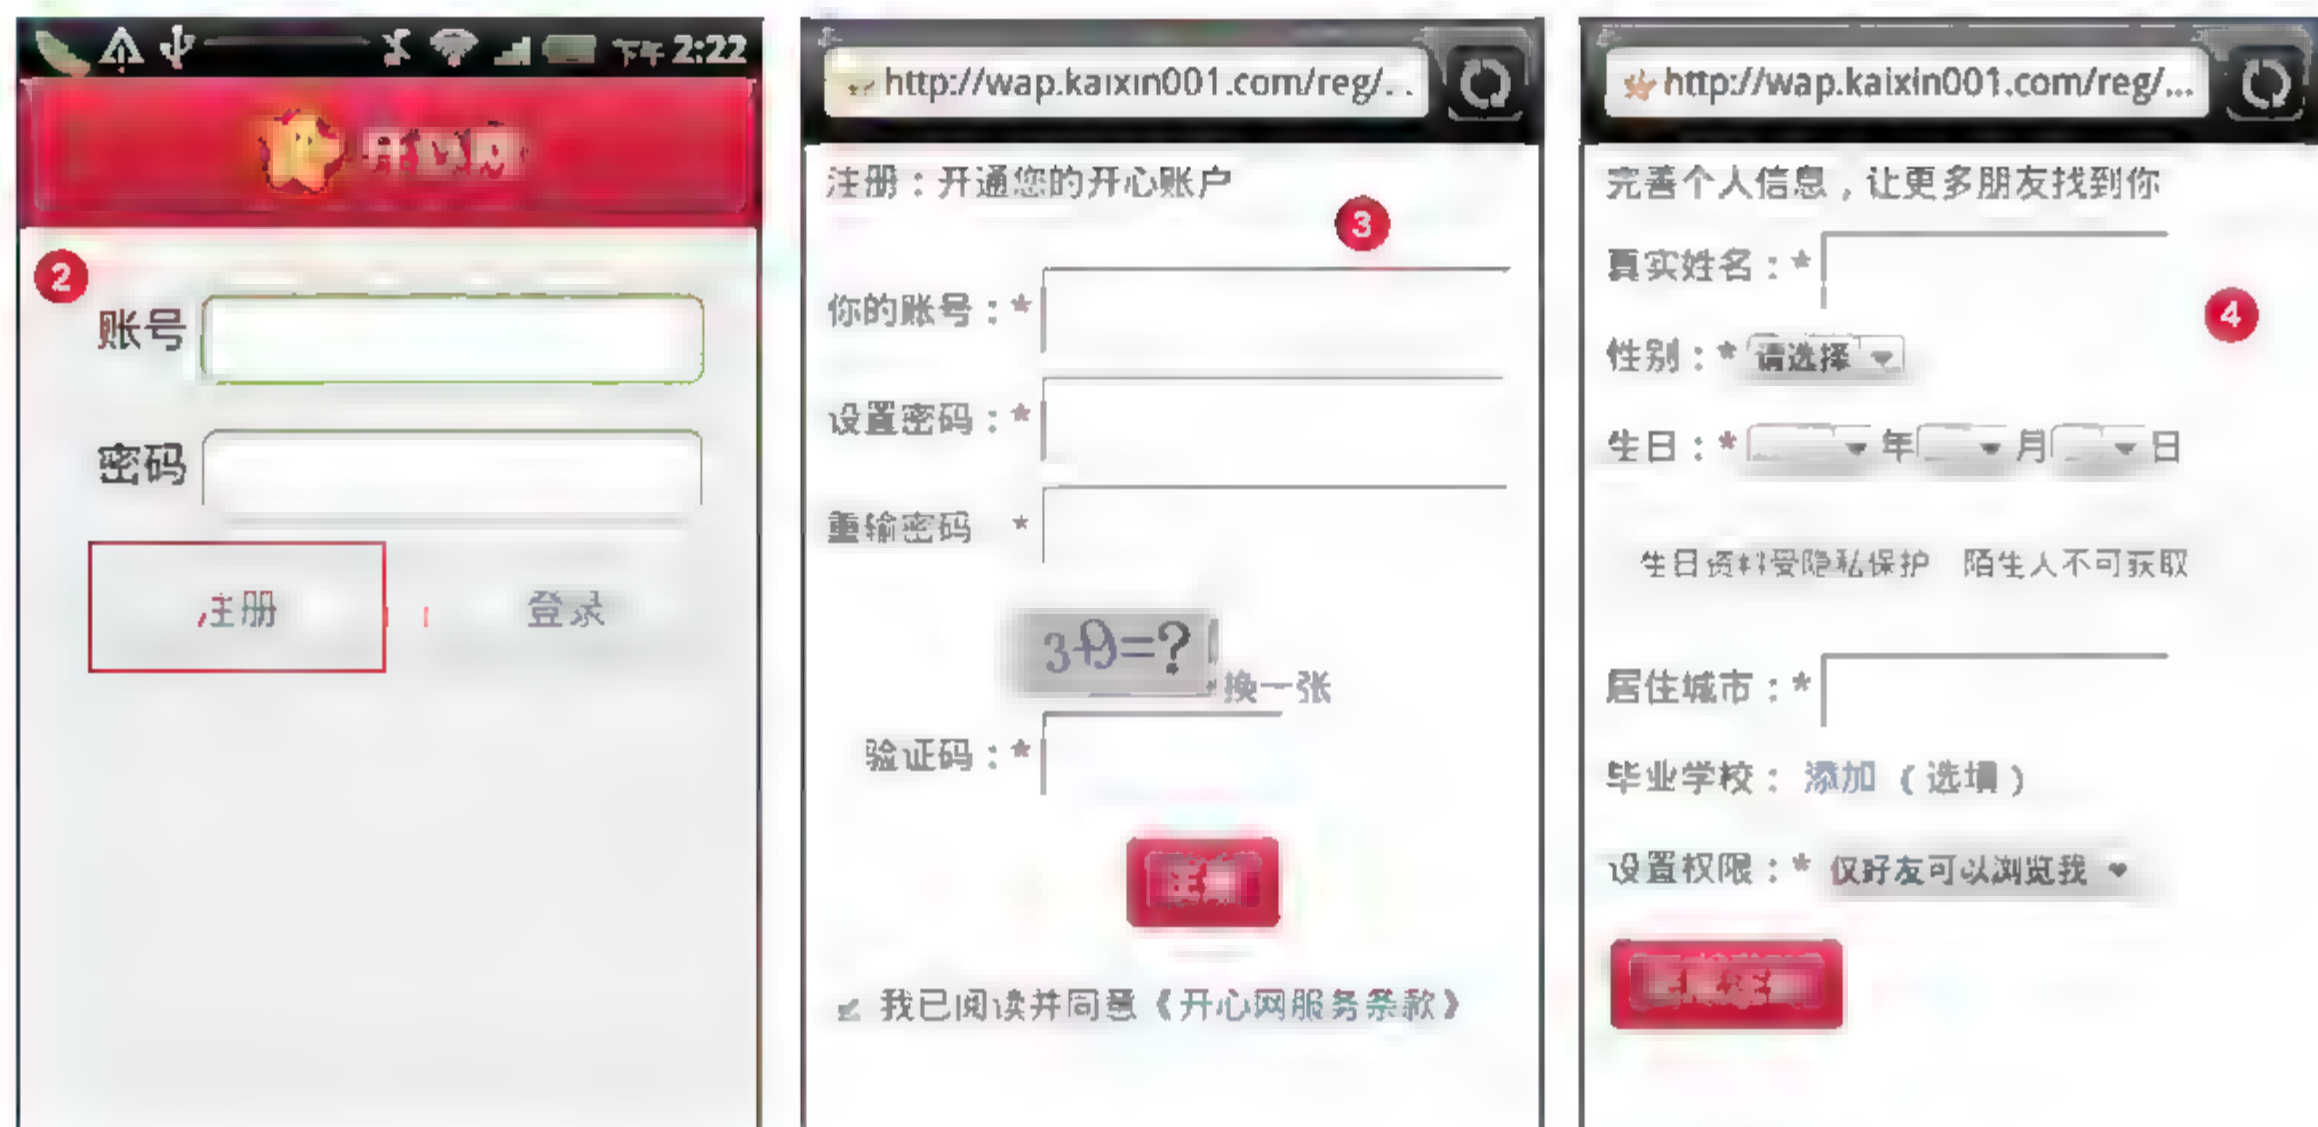 下午 2:22
2
账号
密码
注册
登录
http://wap.kaixin001.com/reg/...
注册：开通您的开心账户
3
你的账号：*
设置密码：*
重输密码 *
3+9=?
换一张
验证码：*
我已阅读并同意《开心网服务条款》
http://wap.kaixin001.com/reg/...
完善个人信息，让更多朋友找到你
真实姓名：*
4
性别：* 请选择
生日：* 年 月 日
生日资料受隐私保护 陌生人不可获取
居住城市：*
毕业学校： 添加（选填）
设置权限：* 仅好友可以浏览我